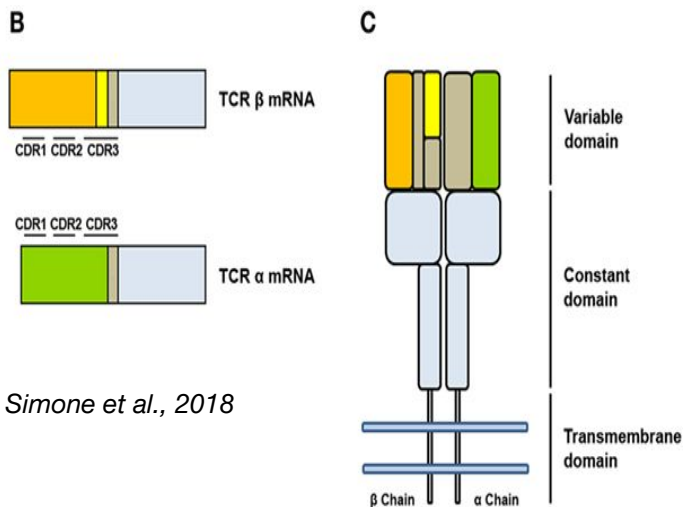 B
TCR β mRNA
CDR1 CDR2 CDR3
CDR1 CDR2 CDR3
TCR α mRNA
Simone et al., 2018
C
Variable
domain
Constant
domain
Transmembrane
domain
β Chain
α Chain